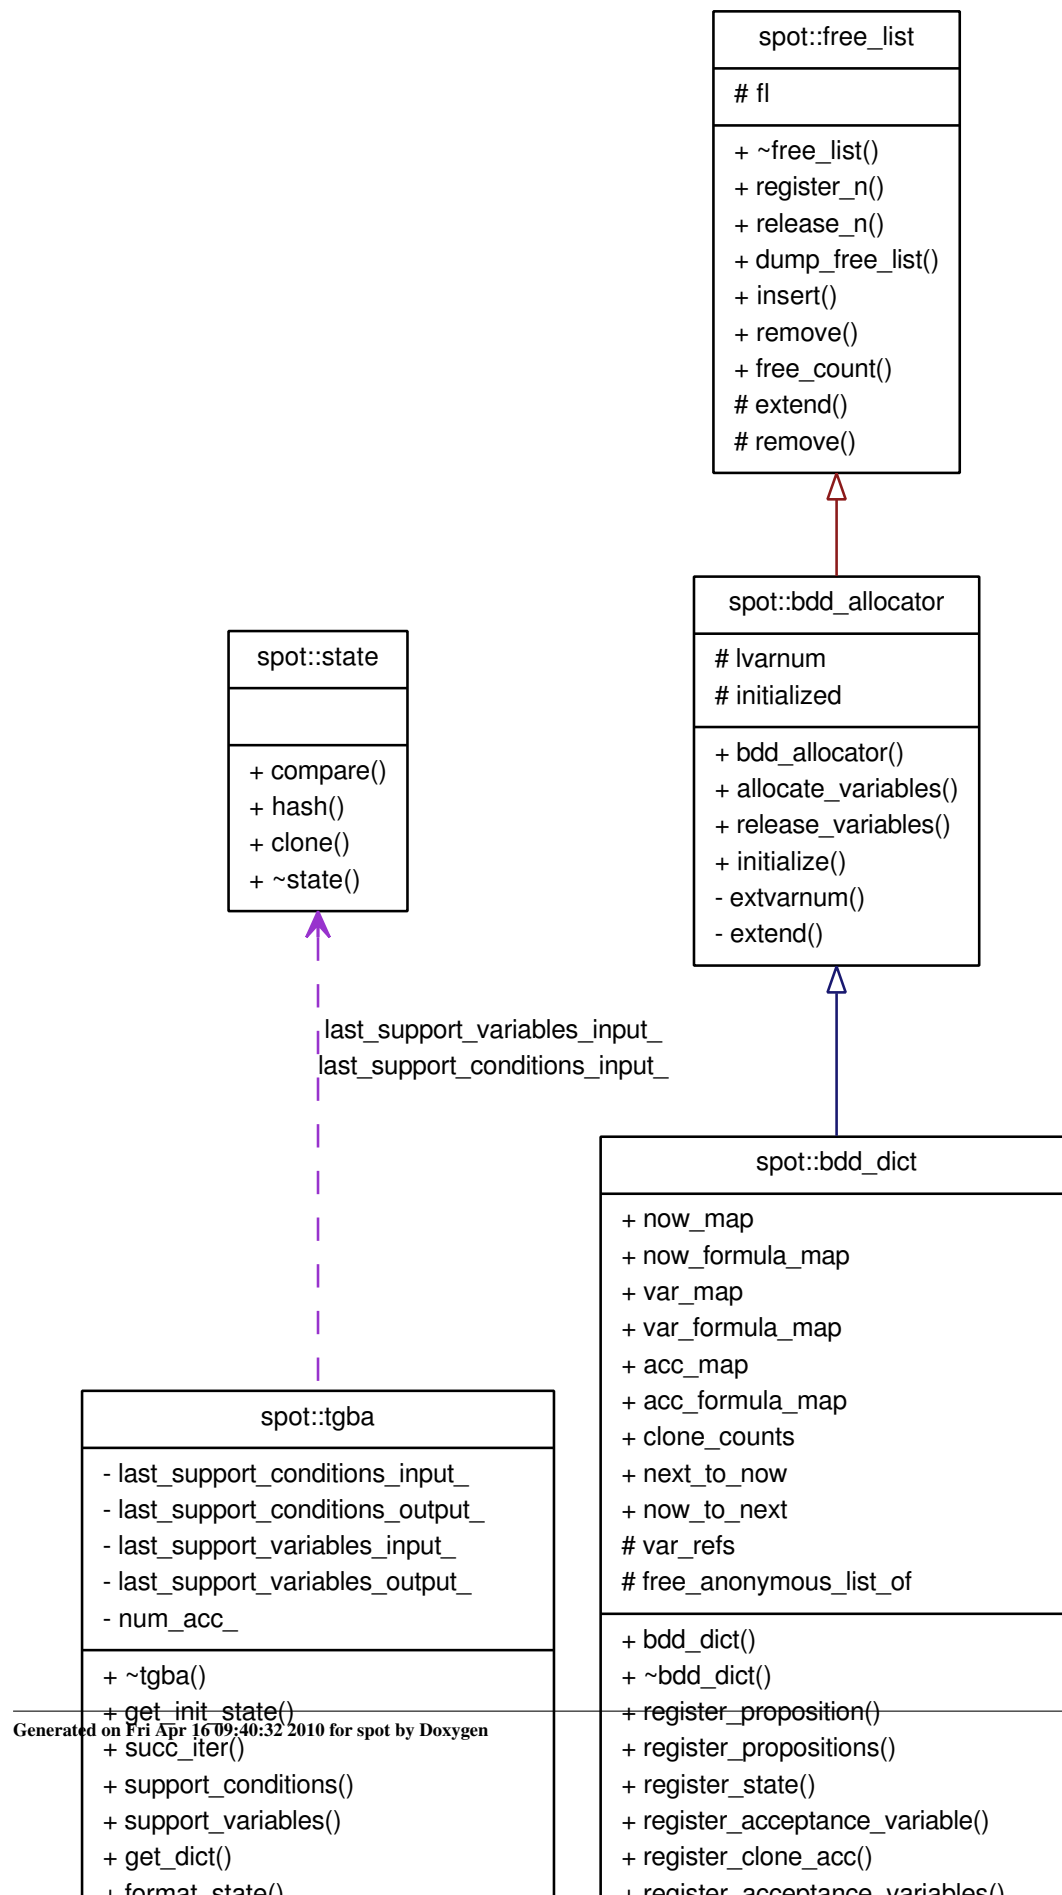 spot::free_list
# fl
+ ~free_list()
+ register_n()
+ release_n()
+ dump_free_list()
+ insert()
+ remove()
+ free_count()
# extend()
# remove()
spot::bdd_allocator
# lvarnum
# initialized
+ bdd_allocator()
+ allocate_variables()
+ release_variables()
+ initialize()
- extvarnum()
- extend()
spot::state
+ compare()
+ hash()
+ clone()
+ ~state()
last_support_variables_input_
last_support_conditions_input_
spot::bdd_dict
+ now_map
+ now_formula_map
+ var_map
+ var_formula_map
+ acc_map
+ acc_formula_map
+ clone_counts
+ next_to_now
+ now_to_next
# var_refs
# free_anonymous_list_of
+ bdd_dict()
+ ~bdd_dict()
+ register_proposition()
+ register_propositions()
+ register_state()
+ register_acceptance_variable()
+ register_clone_acc()
+ register_acceptance_variables()
spot::tgba
- last_support_conditions_input_
- last_support_conditions_output_
- last_support_variables_input_
- last_support_variables_output_
- num_acc_
+ ~tgba()
+ get_init_state()
+ succ_iter()
+ support_conditions()
+ support_variables()
+ get_dict()
+ format_state()
Generated on Fri Apr 16 09:40:32 2010 for spot by Doxygen